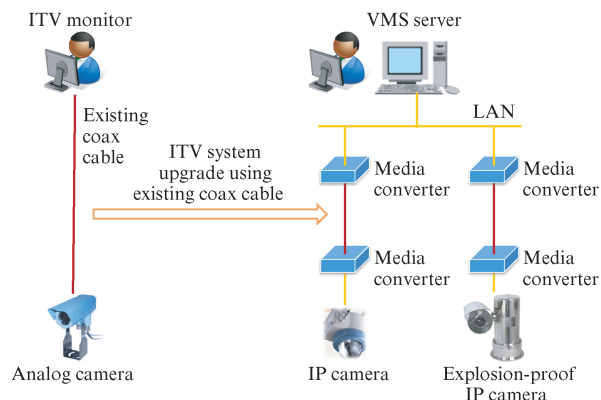 ITV monitor
Existing
coax
cable
ITV system
upgrade using
existing coax cable
Analog camera
VMS server
LAN
Media
converter
Media
converter
Media
converter
Media
converter
IP camera
Explosion-proof
IP camera